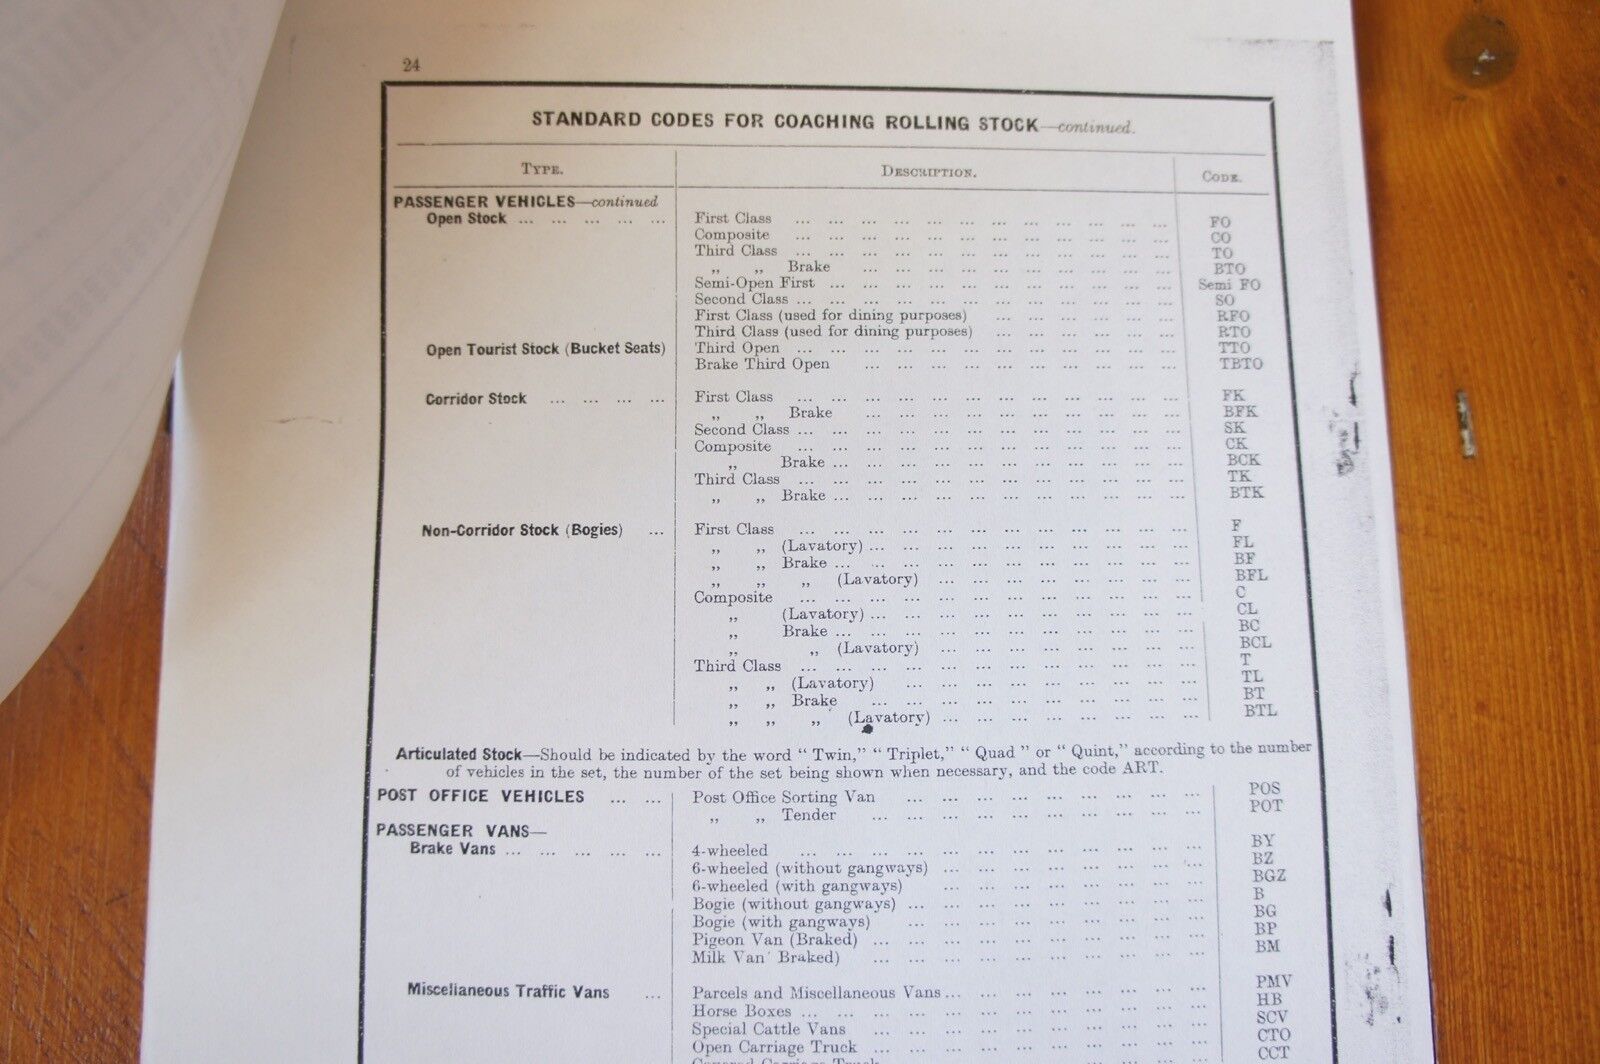 24
STANDARD CODES FOR COACHING ROLLING STOCK—continued.
TYPE. DESCRIPTION. CODE.
PASSENGER VEHICLES—continued
Open Stock ... ... ... ... ... First Class ... ... ... ... ... ... ... ... ... ... ... ... FO
Composite ... ... ... ... ... ... ... ... ... ... ... ... CO
Third Class ... ... ... ... ... ... ... ... ... ... ... ... TO
„ „ Brake ... ... ... ... ... ... ... ... ... ... BTO
Semi-Open First ... ... ... ... ... ... ... ... ... ... ... Semi FO
Second Class ... ... ... ... ... ... ... ... ... ... ... ... SO
First Class (used for dining purposes) ... ... ... ... ... ... RFO
Third Class (used for dining purposes) ... ... ... ... ... ... RTO
Open Tourist Stock (Bucket Seats) Third Open ... ... ... ... ... ... ... ... ... ... ... ... TTO
Brake Third Open ... ... ... ... ... ... ... ... ... ... TBTO
Corridor Stock ... ... ... ... First Class ... ... ... ... ... ... ... ... ... ... ... ... FK
„ „ Brake ... ... ... ... ... ... ... ... ... ... BFK
Second Class ... ... ... ... ... ... ... ... ... ... ... ... SK
Composite ... ... ... ... ... ... ... ... ... ... ... ... CK
„ Brake ... ... ... ... ... ... ... ... ... ... ... BCK
Third Class ... ... ... ... ... ... ... ... ... ... ... ... TK
„ „ Brake ... ... ... ... ... ... ... ... ... ... ... BTK
Non-Corridor Stock (Bogies) ... First Class ... ... ... ... ... ... ... ... ... ... ... ... F
„ „ (Lavatory) ... ... ... ... ... ... ... ... ... ... FL
„ „ Brake ... ... ... ... ... ... ... ... ... ... ... BF
„ „ „ (Lavatory) ... ... ... ... ... ... ... ... BFL
Composite ... ... ... ... ... ... ... ... ... ... ... ... C
„ (Lavatory) ... ... ... ... ... ... ... ... ... ... CL
„ Brake ... ... ... ... ... ... ... ... ... ... ... BC
„ „ (Lavatory) ... ... ... ... ... ... ... ... BCL
Third Class ... ... ... ... ... ... ... ... ... ... ... ... T
„ „ (Lavatory) ... ... ... ... ... ... ... ... ... TL
„ „ Brake ... ... ... ... ... ... ... ... ... ... BT
„ „ „ (Lavatory) ... ... ... ... ... ... ... ... BTL
Articulated Stock—Should be indicated by the word “ Twin,” “ Triplet,” “ Quad ” or “ Quint,” according to the number
of vehicles in the set, the number of the set being shown when necessary, and the code ART.
POST OFFICE VEHICLES ... ... Post Office Sorting Van ... ... ... ... ... ... ... ... ... POS
„ „ Tender ... ... ... ... ... ... ... ... ... ... POT
PASSENGER VANS—
Brake Vans ... ... ... ... ... 4-wheeled ... ... ... ... ... ... ... ... ... ... ... ... BY
6-wheeled (without gangways) ... ... ... ... ... ... ... ... BZ
6-wheeled (with gangways) ... ... ... ... ... ... ... ... BGZ
Bogie (without gangways) ... ... ... ... ... ... ... ... ... B
Bogie (with gangways) ... ... ... ... ... ... ... ... ... BG
Pigeon Van (Braked) ... ... ... ... ... ... ... ... ... ... BP
Milk Van Braked) ... ... ... ... ... ... ... ... ... ... BM
Miscellaneous Traffic Vans ... Parcels and Miscellaneous Vans ... ... ... ... ... ... ... ... PMV
Horse Boxes ... ... ... ... ... ... ... ... ... ... ... ... HB
Special Cattle Vans ... ... ... ... ... ... ... ... ... ... SCV
Open Carriage Truck ... ... ... ... ... ... ... ... ... ... CTO
CCT